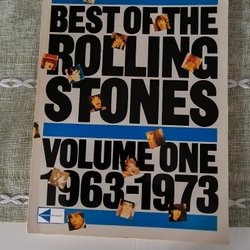 BEST OF THE
ROLLING
STONES
VOLUME ONE
1963-1973